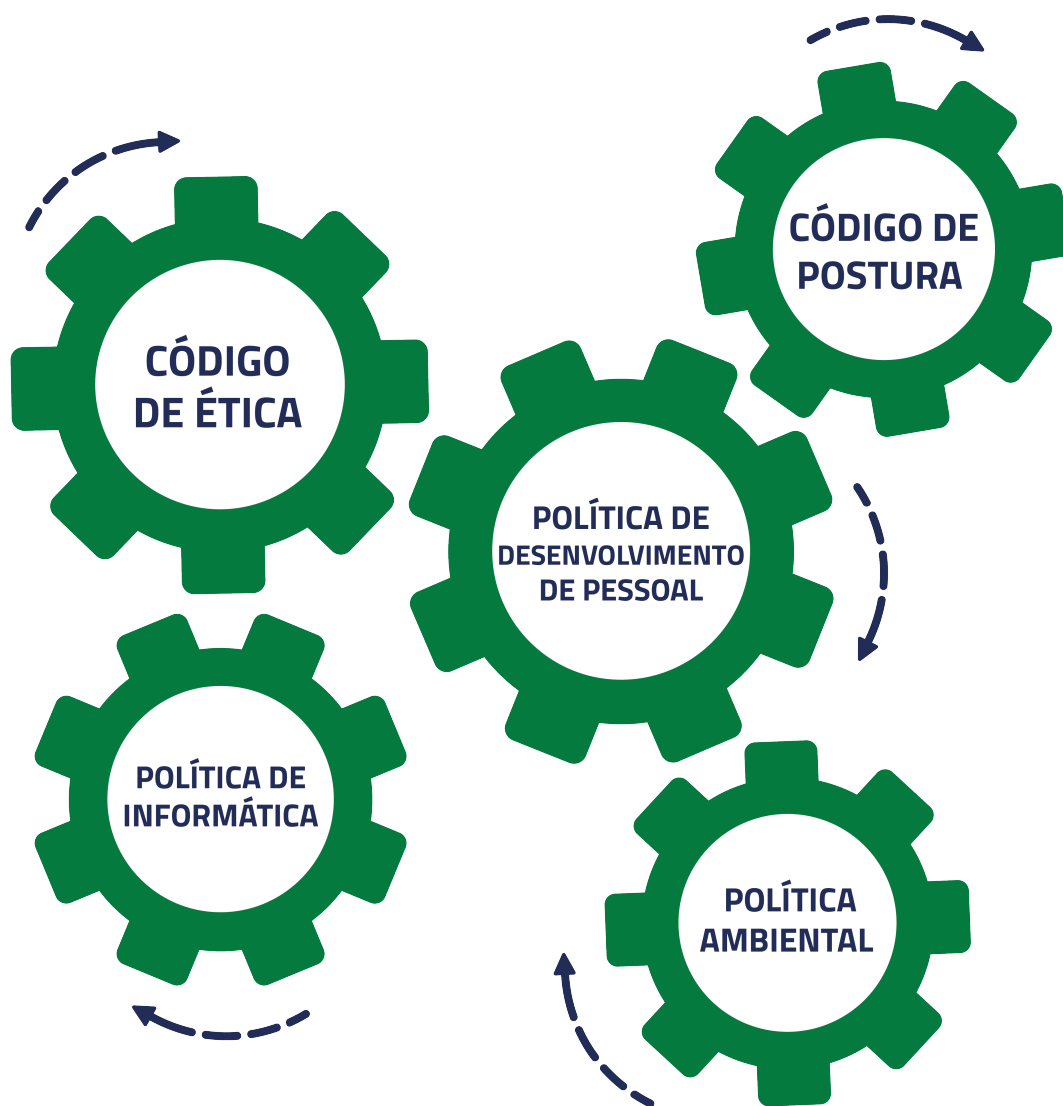 CÓDIGO DE
POSTURA
CÓDIGO
DE ÉTICA
POLÍTICA DE
DESENVOLVIMENTO
DE PESSOAL
POLÍTICA DE
INFORMÁTICA
POLÍTICA
AMBIENTAL